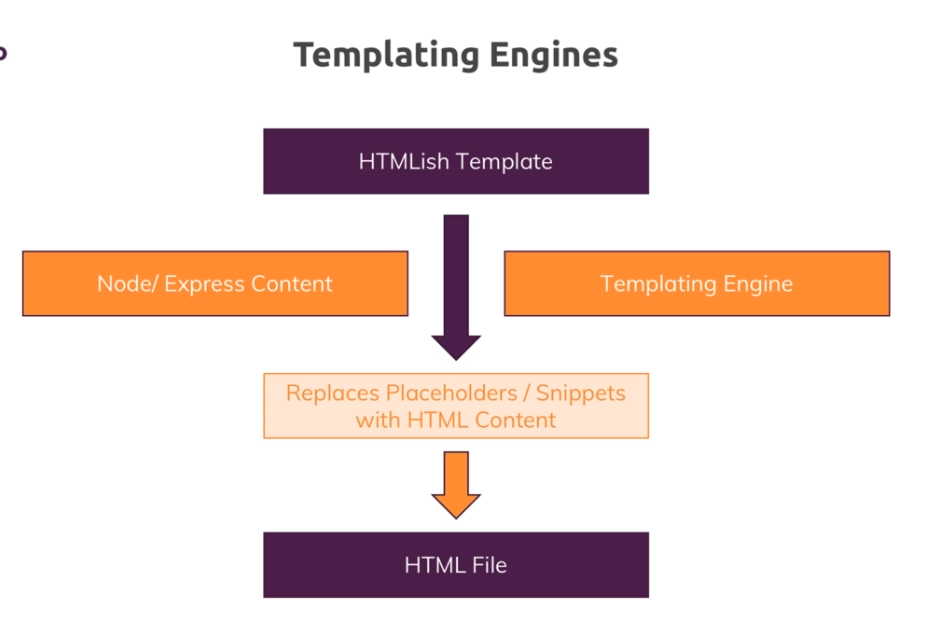 Templating Engines
HTMLish Template
Node/ Express Content
Templating Engine
Replaces Placeholders / Snippets
with HTML Content
HTML File